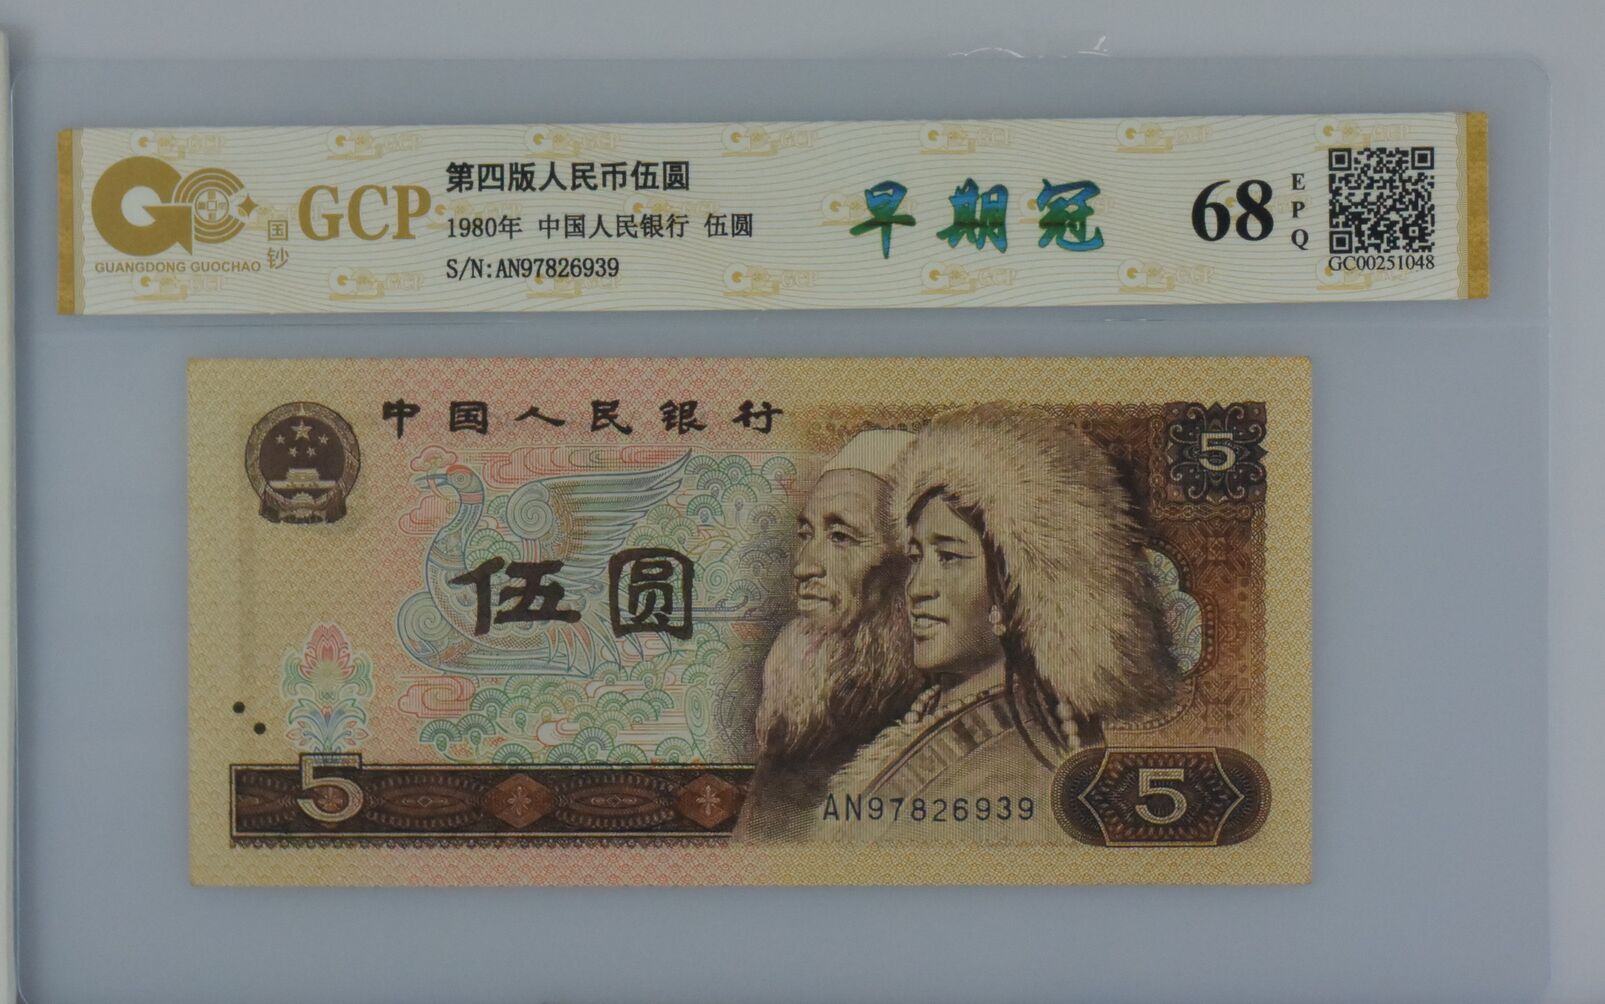 国钞
GCP
GUANGDONG GUOCHAO
第四版人民币伍圆
1980年 中国人民银行 伍圆
S/N:AN97826939
早期冠
68
EPQ
GC00251048
中国人民银行
5
伍圆
5
AN97826939
5